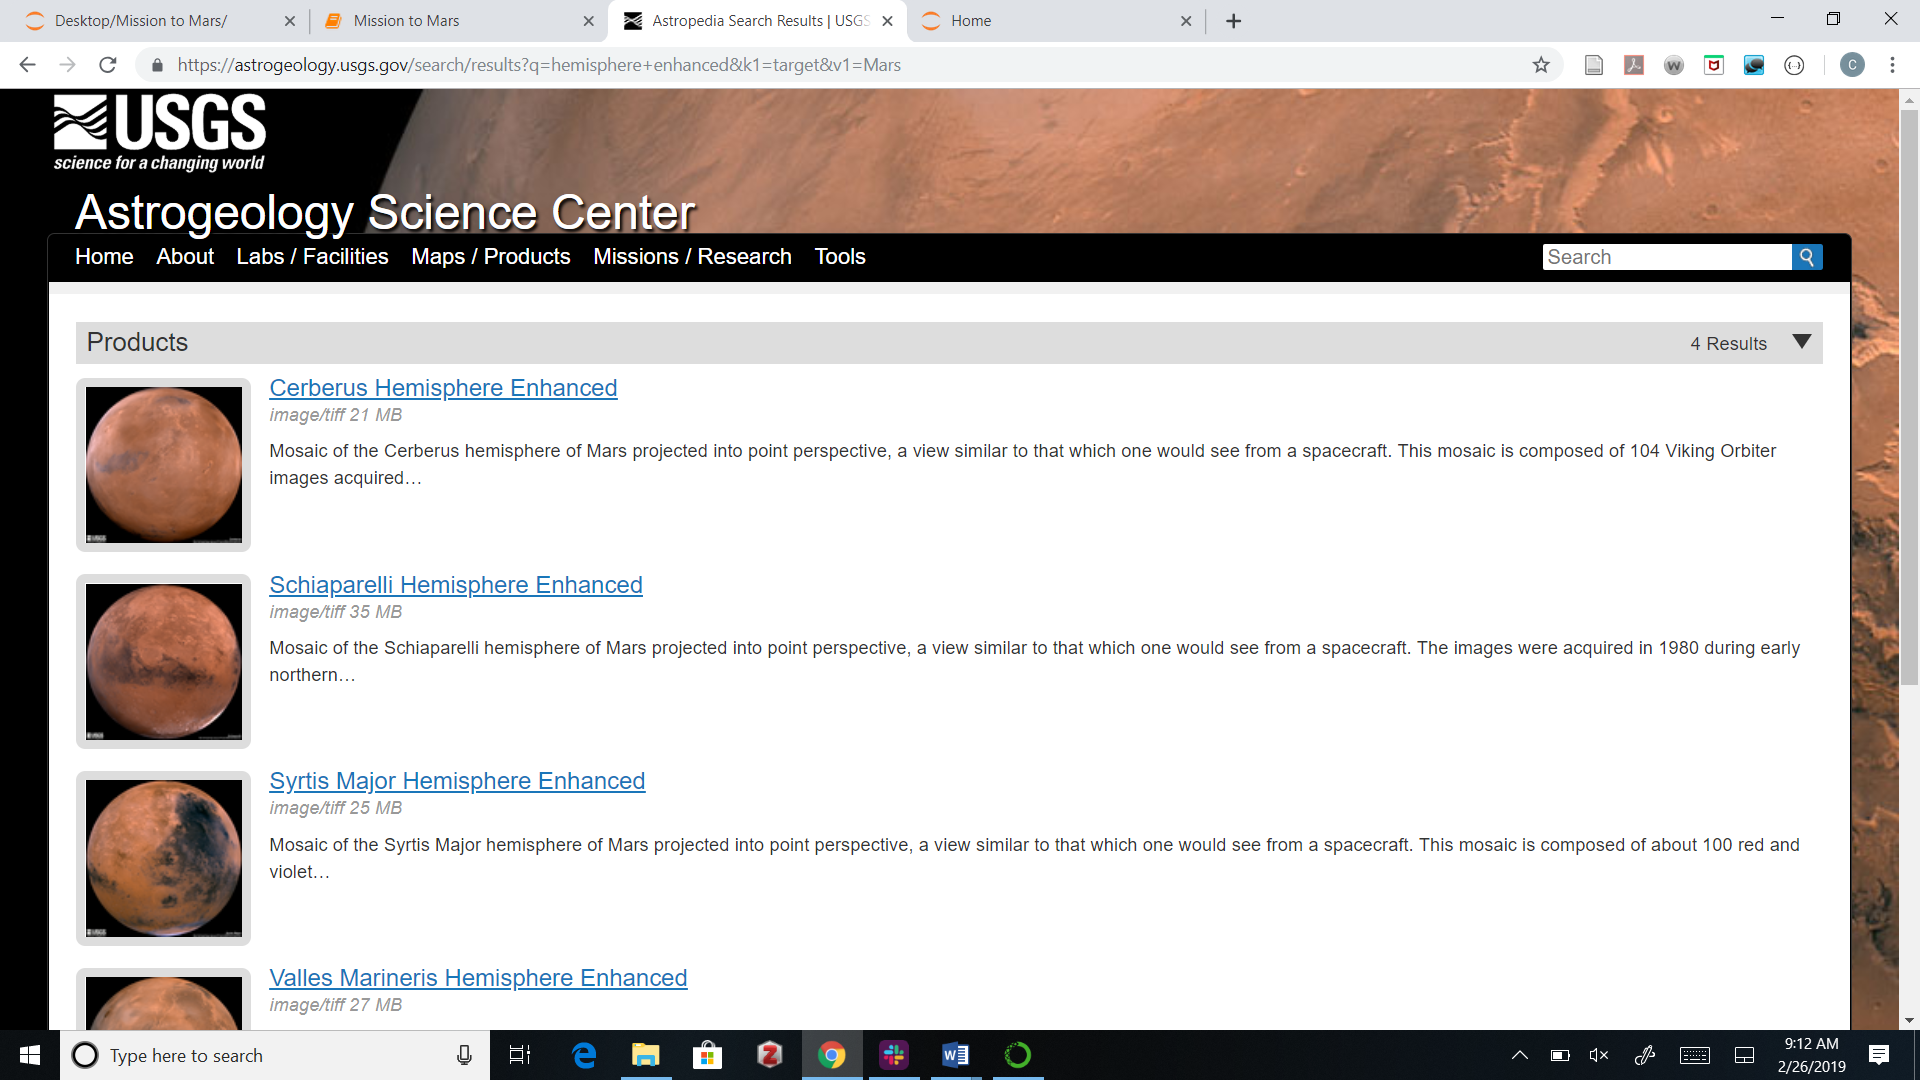 Desktop/Mission to Mars/
Mission to Mars
Astropedia Search Results | USGS
Home
https://astrogeology.usgs.gov/search/results?q=hemisphere+enhanced&k1=target&v1=Mars
C
USGS
science for a changing world
Astrogeology Science Center
Home About Labs / Facilities Maps / Products Missions / Research Tools
Search
Products
4 Results
Cerberus Hemisphere Enhanced
image/tiff 21 MB
Mosaic of the Cerberus hemisphere of Mars projected into point perspective, a view similar to that which one would see from a spacecraft. This mosaic is composed of 104 Viking Orbiter
images acquired…
Schiaparelli Hemisphere Enhanced
image/tiff 35 MB
Mosaic of the Schiaparelli hemisphere of Mars projected into point perspective, a view similar to that which one would see from a spacecraft. The images were acquired in 1980 during early
northern…
Syrtis Major Hemisphere Enhanced
image/tiff 25 MB
Mosaic of the Syrtis Major hemisphere of Mars projected into point perspective, a view similar to that which one would see from a spacecraft. This mosaic is composed of about 100 red and
violet…
Valles Marineris Hemisphere Enhanced
image/tiff 27 MB
Type here to search
9:12 AM
2/26/2019